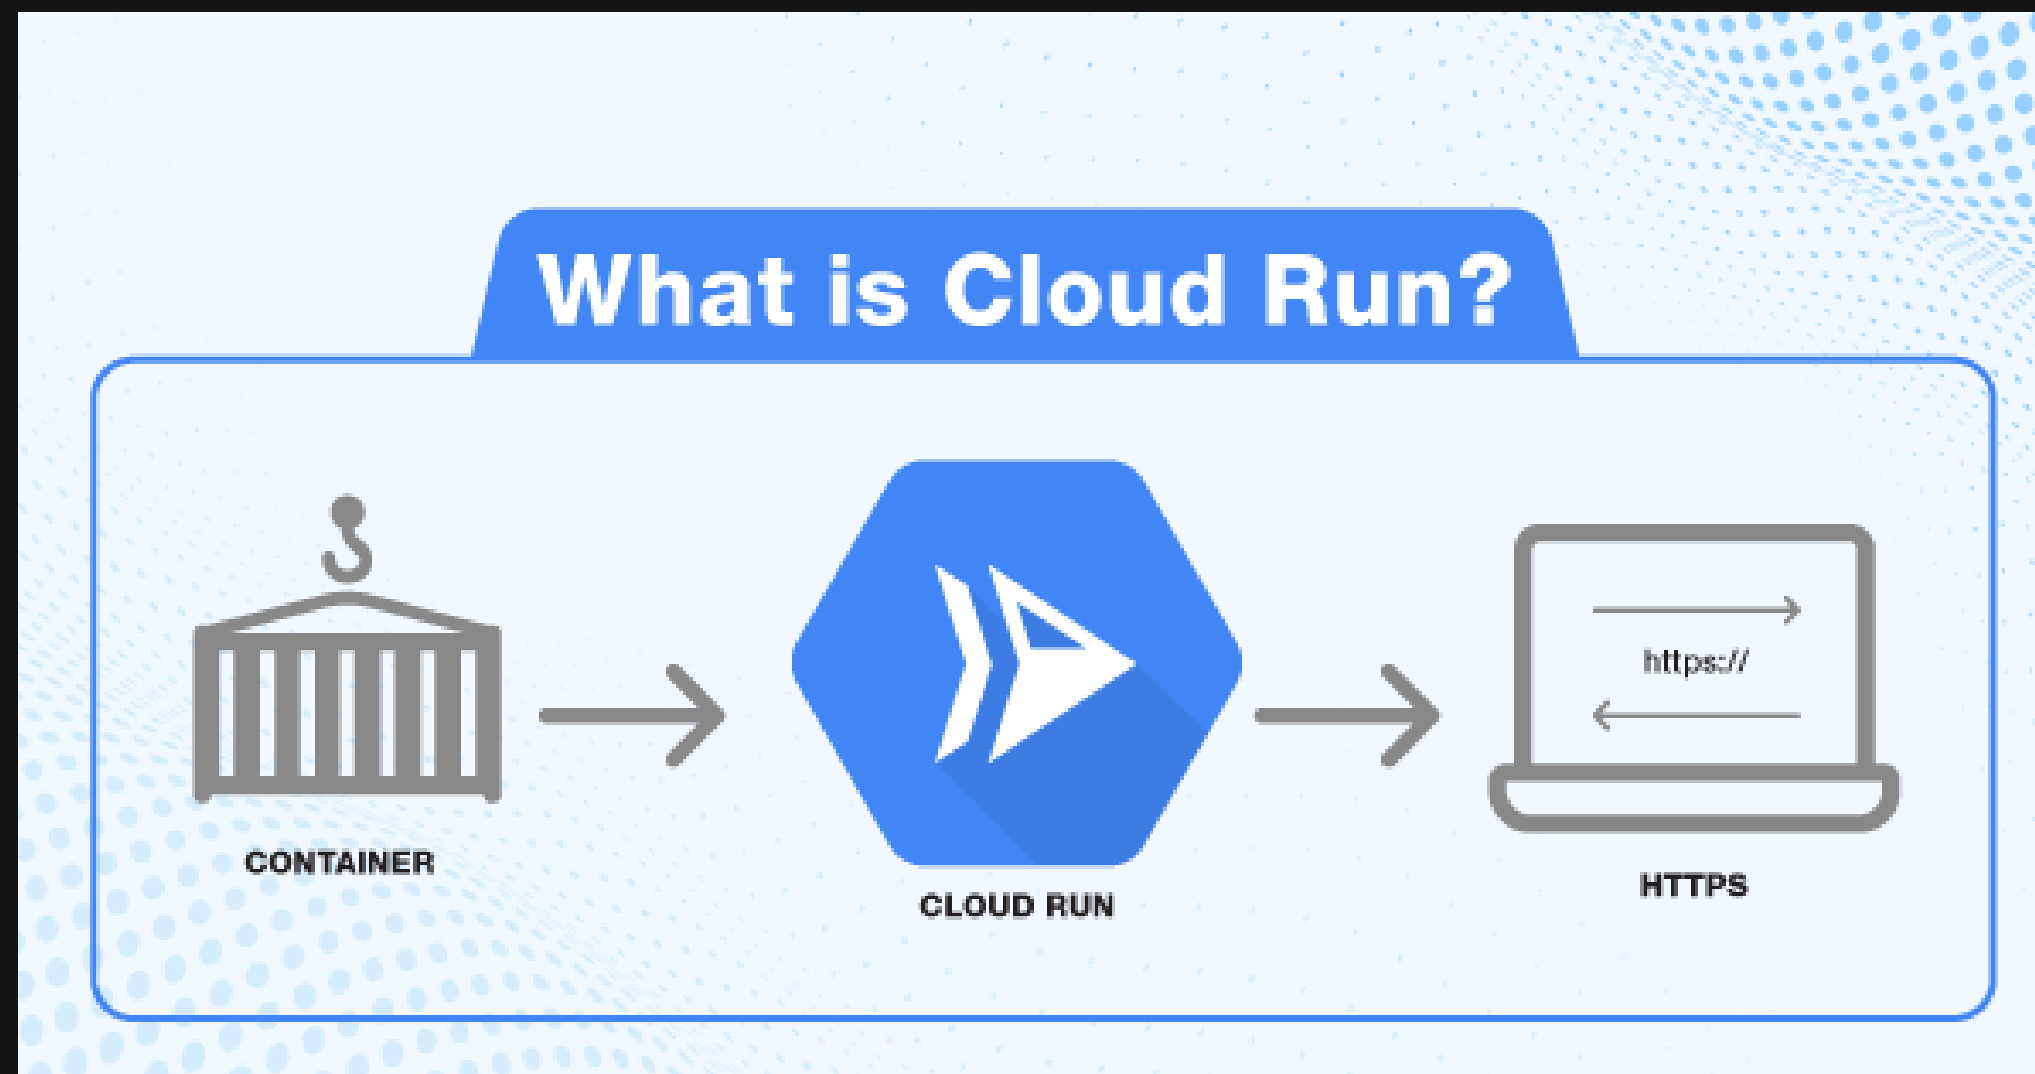 What is Cloud Run?
https://
CONTAINER
CLOUD RUN
HTTPS